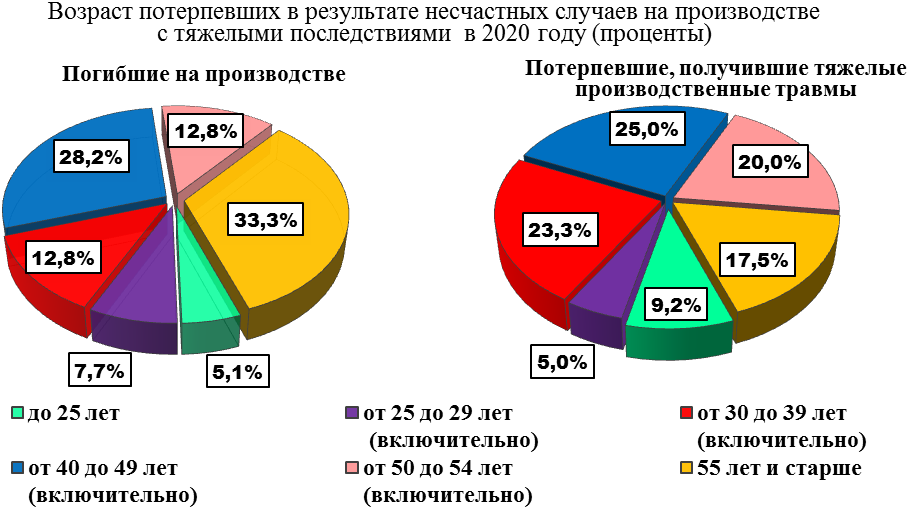 Возраст потерпевших в результате несчастных случаев на производстве
с тяжелыми последствиями в 2020 году (проценты)
Погибшие на производстве
12,8%
28,2%
33,3%
12,8%
7,7%
5,1%
Потерпевшие, получившие тяжелые
производственные травмы
25,0%
20,0%
23,3%
17,5%
9,2%
5,0%
до 25 лет
от 25 до 29 лет
(включительно)
от 30 до 39 лет
(включительно)
от 40 до 49 лет
(включительно)
от 50 до 54 лет
(включительно)
55 лет и старше